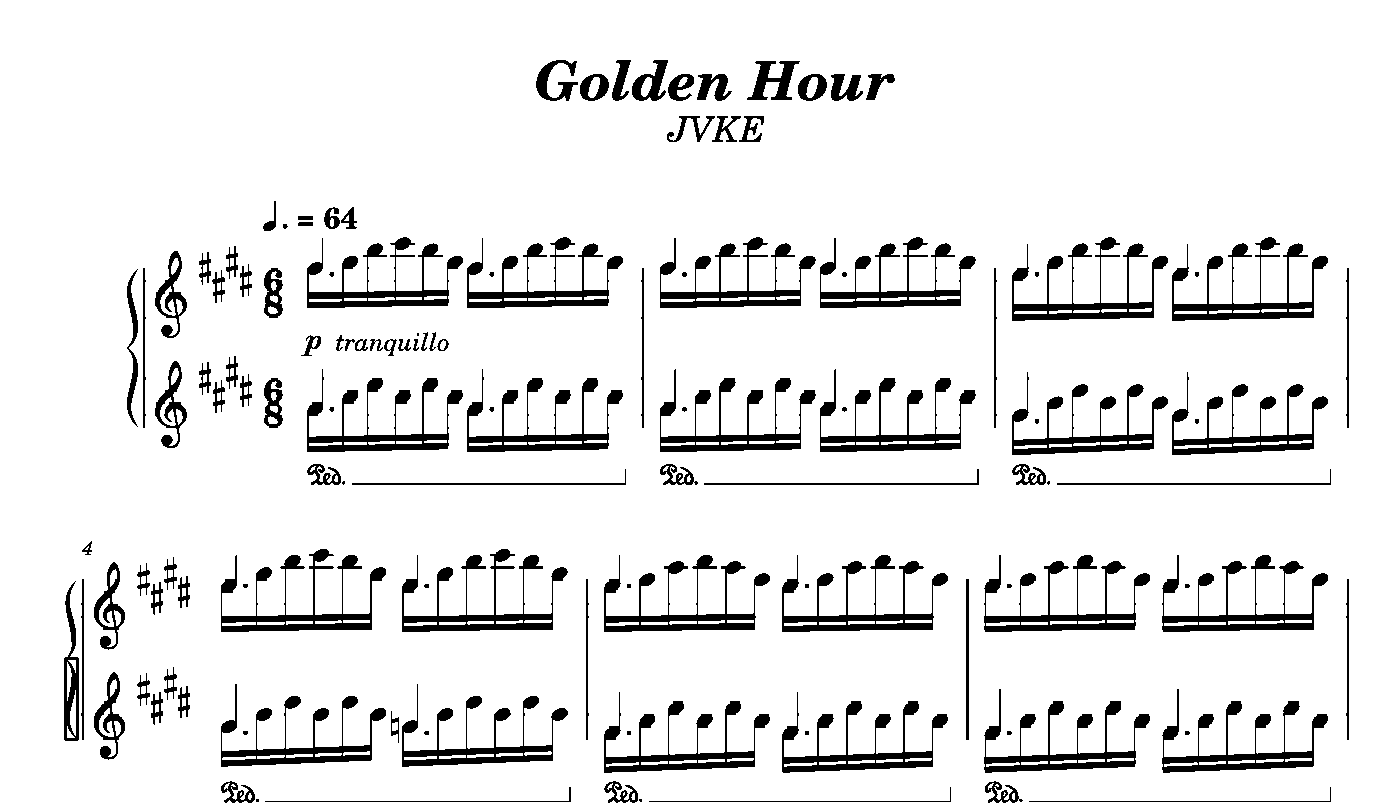 Golden Hour
JVKE
♩. = 64
6 8
p tranquillo
6 8
Ped. Ped. Ped.
4
Ped. Ped. Ped.